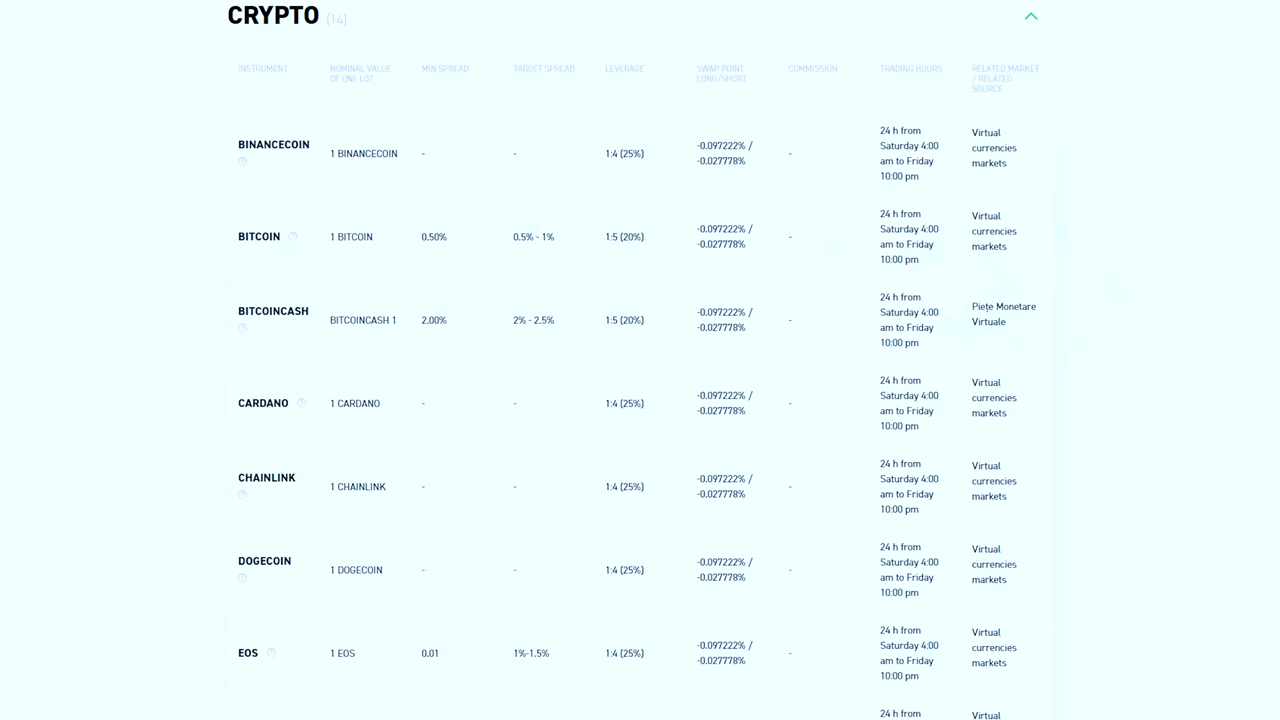 CRYPTO (14)
INSTRUMENT NOMINAL VALUE OF ONE LOT MIN SPREAD TARGET SPREAD LEVERAGE SWAP POINT LONG/SHORT COMMISSION TRADING HOURS RELATED MARKET / RELATED SOURCE
BINANCECOIN 1 BINANCECOIN - - 1:4 (25%) -0.097222% / -0.027778% - 24 h from Saturday 4:00 am to Friday 10:00 pm Virtual currencies markets
BITCOIN 1 BITCOIN 0.50% 0.5% - 1% 1:5 (20%) -0.097222% / -0.027778% - 24 h from Saturday 4:00 am to Friday 10:00 pm Virtual currencies markets
BITCOINCASH BITCOINCASH 1 2.00% 2% - 2.5% 1:5 (20%) -0.097222% / -0.027778% - 24 h from Saturday 4:00 am to Friday 10:00 pm Piețe Monetare Virtuale
CARDANO 1 CARDANO - - 1:4 (25%) -0.097222% / -0.027778% - 24 h from Saturday 4:00 am to Friday 10:00 pm Virtual currencies markets
CHAINLINK 1 CHAINLINK - - 1:4 (25%) -0.097222% / -0.027778% - 24 h from Saturday 4:00 am to Friday 10:00 pm Virtual currencies markets
DOGECOIN 1 DOGECOIN - - 1:4 (25%) -0.097222% / -0.027778% - 24 h from Saturday 4:00 am to Friday 10:00 pm Virtual currencies markets
EOS 1 EOS 0.01 1%-1.5% 1:4 (25%) -0.097222% / -0.027778% - 24 h from Saturday 4:00 am to Friday 10:00 pm Virtual currencies markets
24 h from Virtual